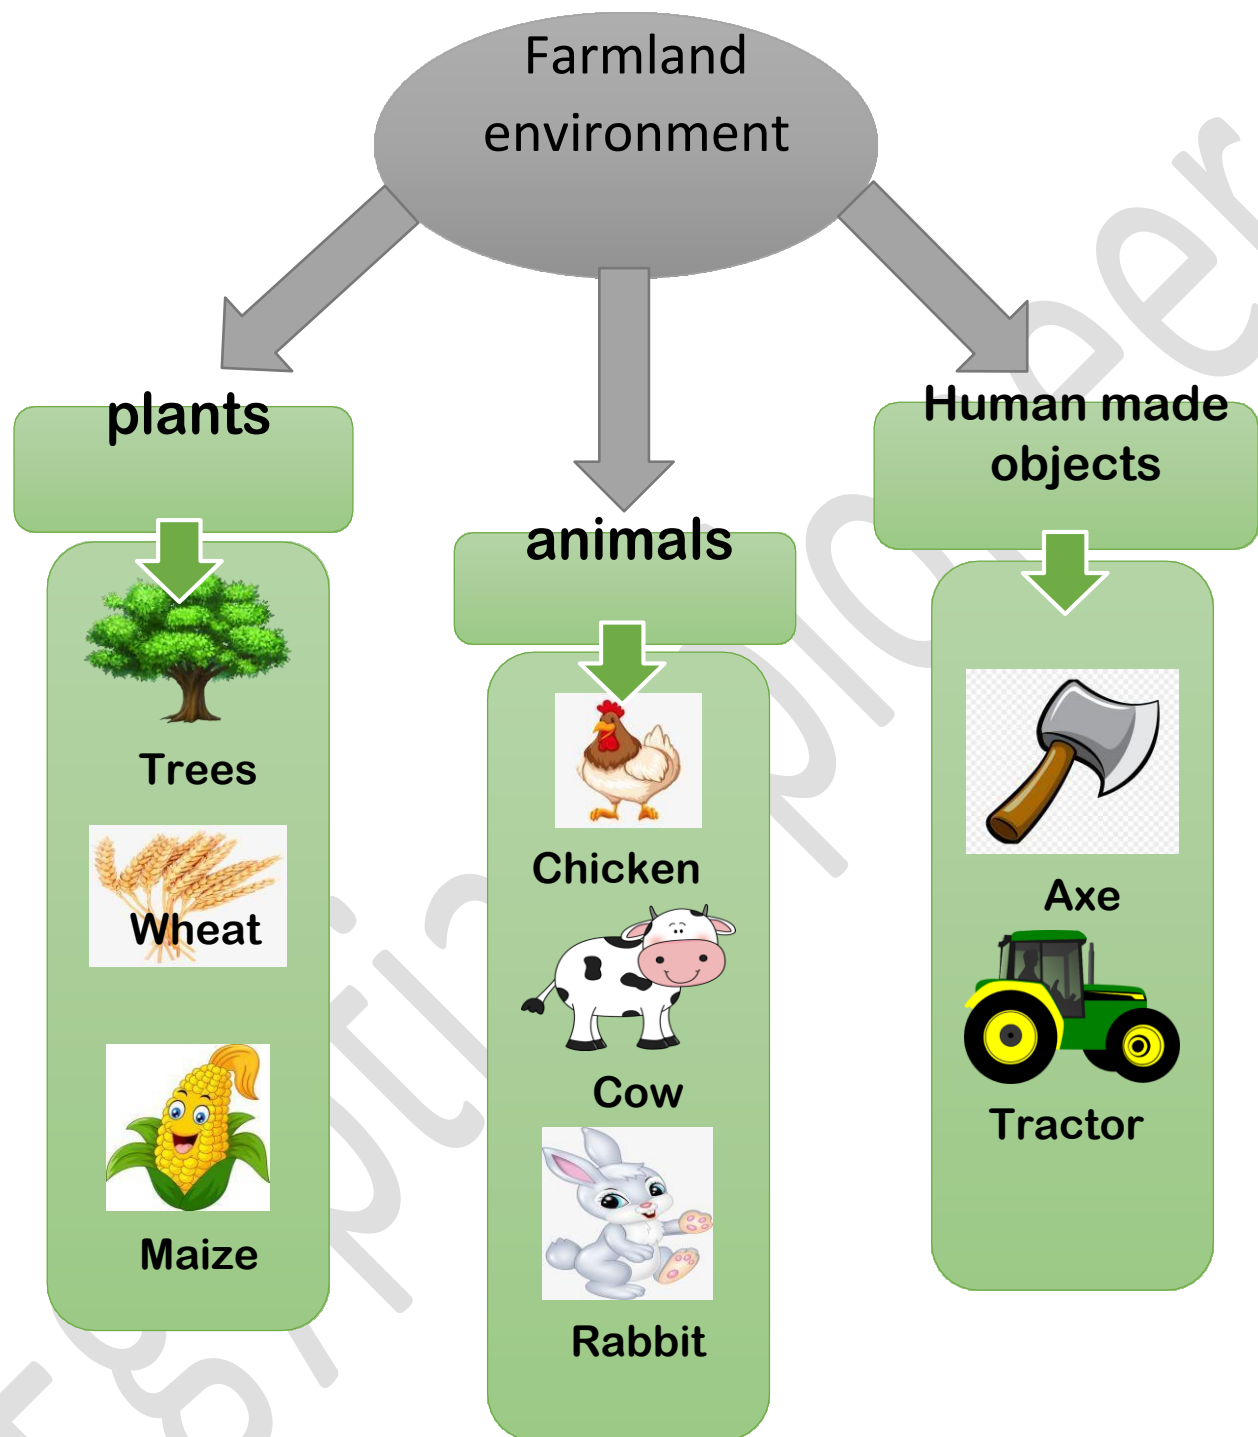 Farmland
environment
plants
Trees
Wheat
Maize
animals
Chicken
Cow
Rabbit
Human made
objects
Axe
Tractor